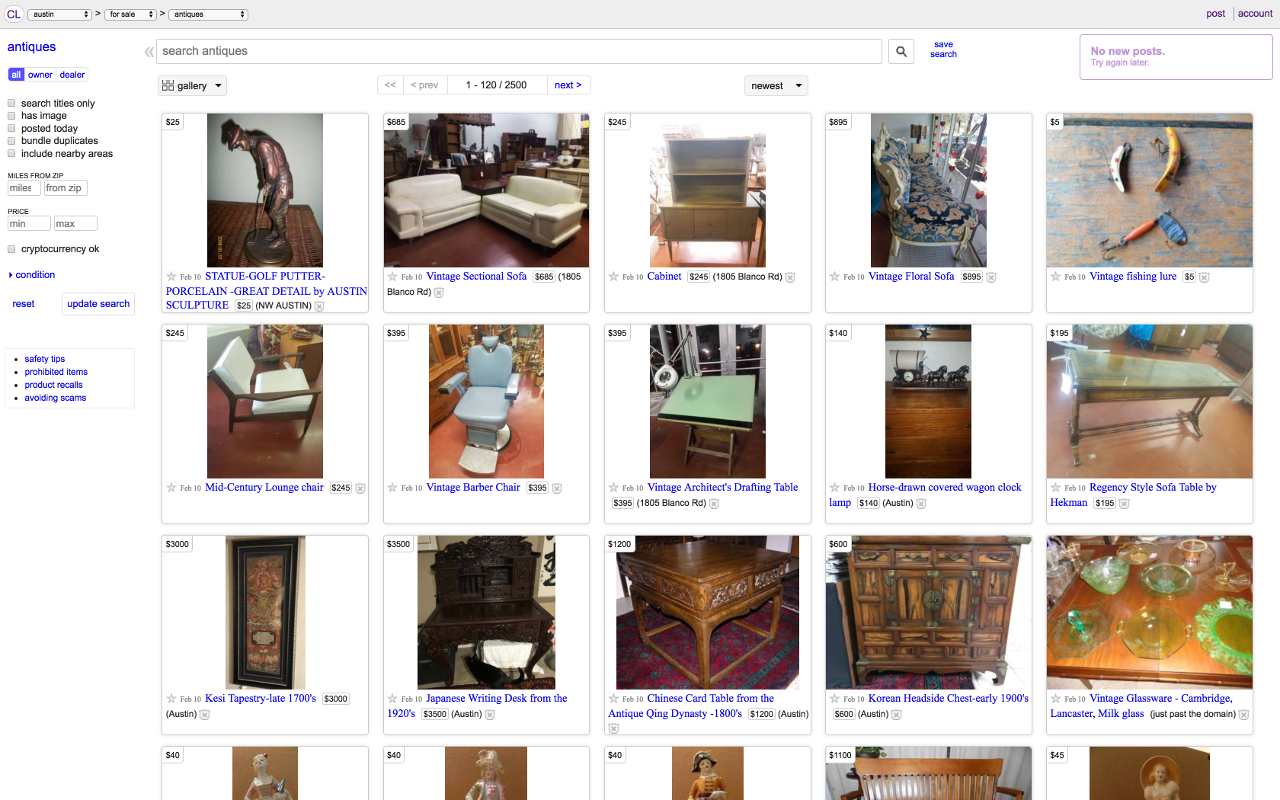 CL austin > for sale > antiques post account
antiques
all owner dealer
search titles only
has image
posted today
bundle duplicates
include nearby areas
MILES FROM ZIP
miles from zip
PRICE
min max
cryptocurrency ok
condition
reset update search
safety tips
prohibited items
product recalls
avoiding scams
« search antiques
save
search
No new posts.
Try again later.
gallery
<< < prev 1 - 120 / 2500 next >
newest
$25
Feb 10 STATUE-GOLF PUTTER-
PORCELAIN -GREAT DETAIL by AUSTIN
SCULPTURE $25 (NW AUSTIN)
$685
Feb 10 Vintage Sectional Sofa $685 (1805
Blanco Rd)
$245
Feb 10 Cabinet $245 (1805 Blanco Rd)
$895
Feb 10 Vintage Floral Sofa $895
$5
Feb 10 Vintage fishing lure $5
$245
Feb 10 Mid-Century Lounge chair $245
$395
Feb 10 Vintage Barber Chair $395
$395
Feb 10 Vintage Architect's Drafting Table
$395 (1805 Blanco Rd)
$140
Feb 10 Horse-drawn covered wagon clock
lamp $140 (Austin)
$195
Feb 10 Regency Style Sofa Table by
Hekman $195
$3000
Feb 10 Kesi Tapestry-late 1700's $3000
(Austin)
$3500
Feb 10 Japanese Writing Desk from the
1920's $3500 (Austin)
$1200
Feb 10 Chinese Card Table from the
Antique Qing Dynasty -1800's $1200 (Austin)
$600
Feb 10 Korean Headside Chest-early 1900's
$600 (Austin)
Feb 10 Vintage Glassware - Cambridge,
Lancaster, Milk glass (just past the domain)
$40
$40
$40
$1100
$45